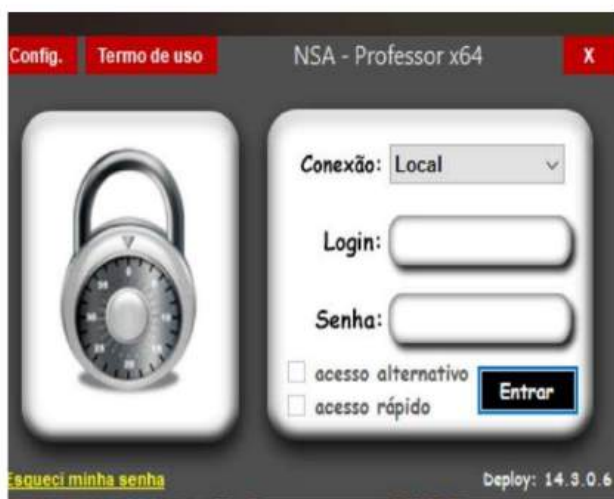 Config. Termo de uso NSA - Professor x64 X
Conexão: Local
Login:
Senha:
acesso alternativo
acesso rápido
Entrar
Esqueci minha senha
Deploy: 14.3.0.6